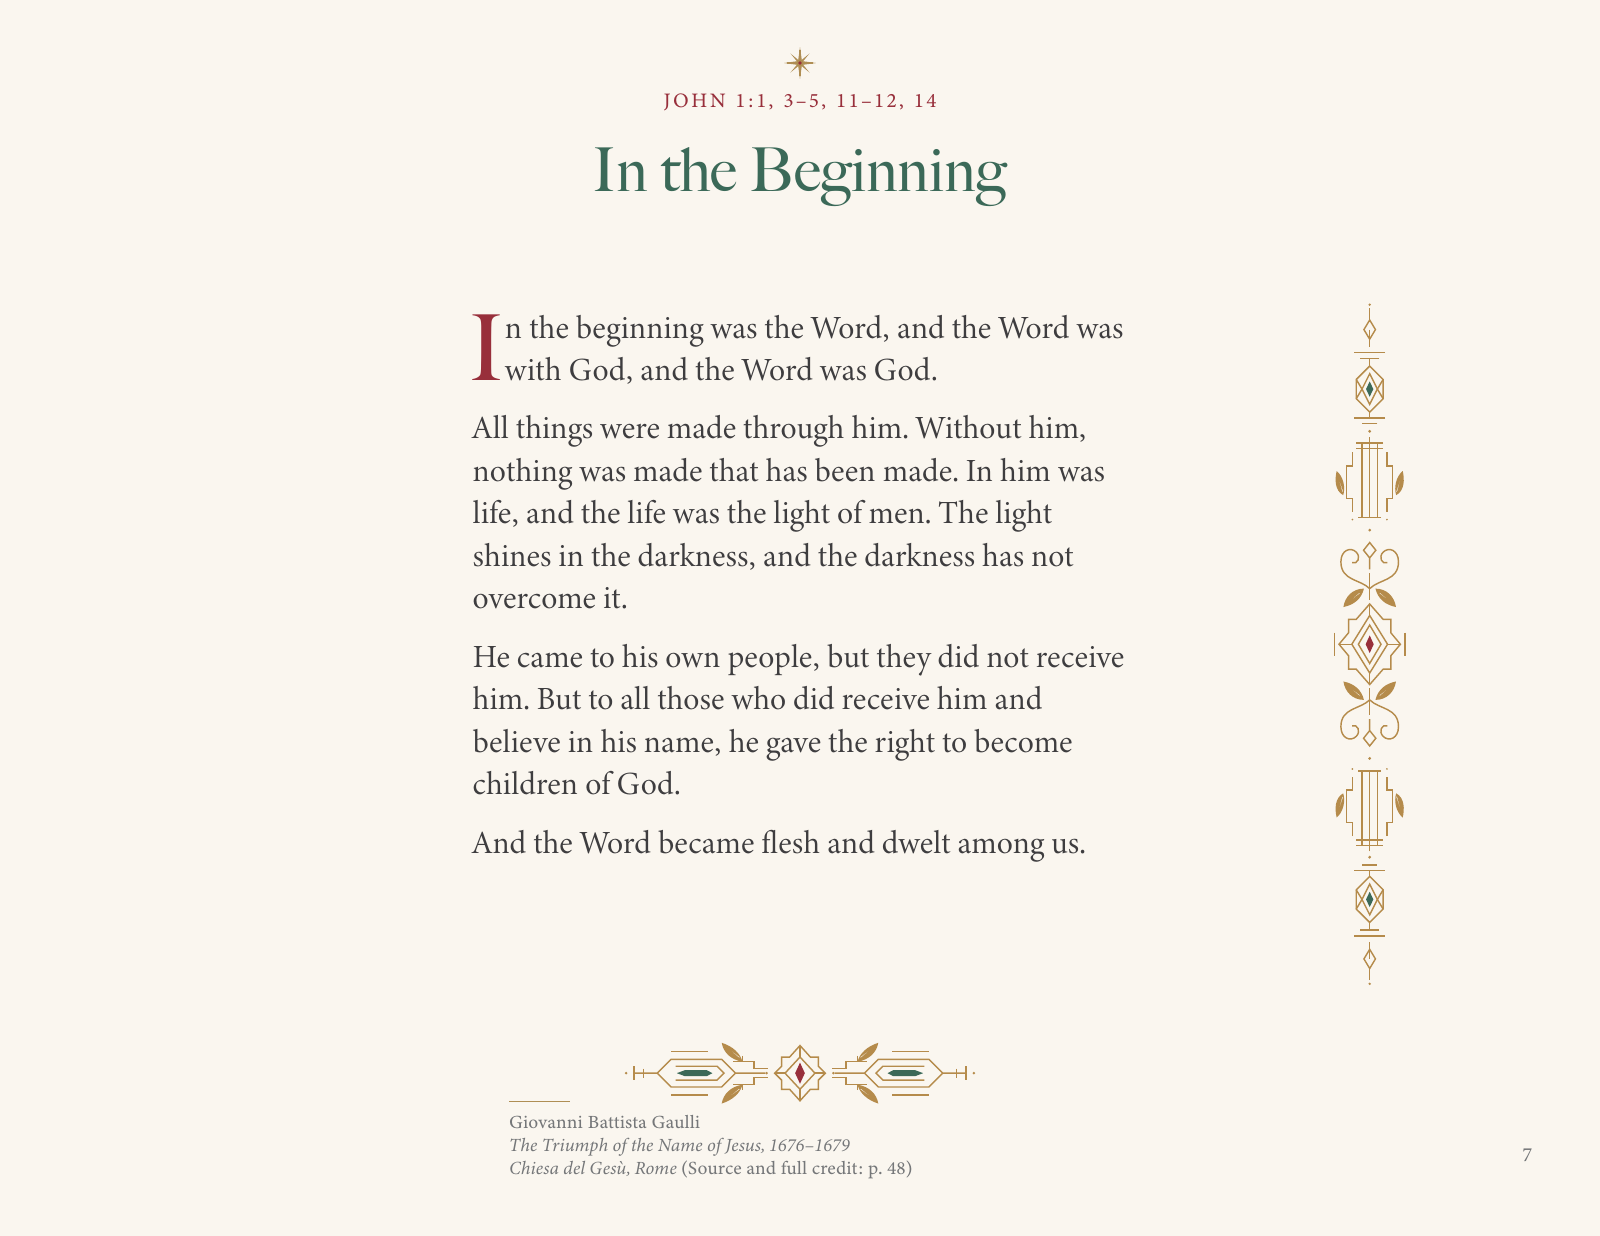 JOHN 1:1, 3–5, 11–12, 14
In the Beginning
In the beginning was the Word, and the Word was
with God, and the Word was God.
All things were made through him. Without him,
nothing was made that has been made. In him was
life, and the life was the light of men. The light
shines in the darkness, and the darkness has not
overcome it.
He came to his own people, but they did not receive
him. But to all those who did receive him and
believe in his name, he gave the right to become
children of God.
And the Word became flesh and dwelt among us.
Giovanni Battista Gaulli
The Triumph of the Name of Jesus, 1676–1679
Chiesa del Gesù, Rome (Source and full credit: p. 48)
7